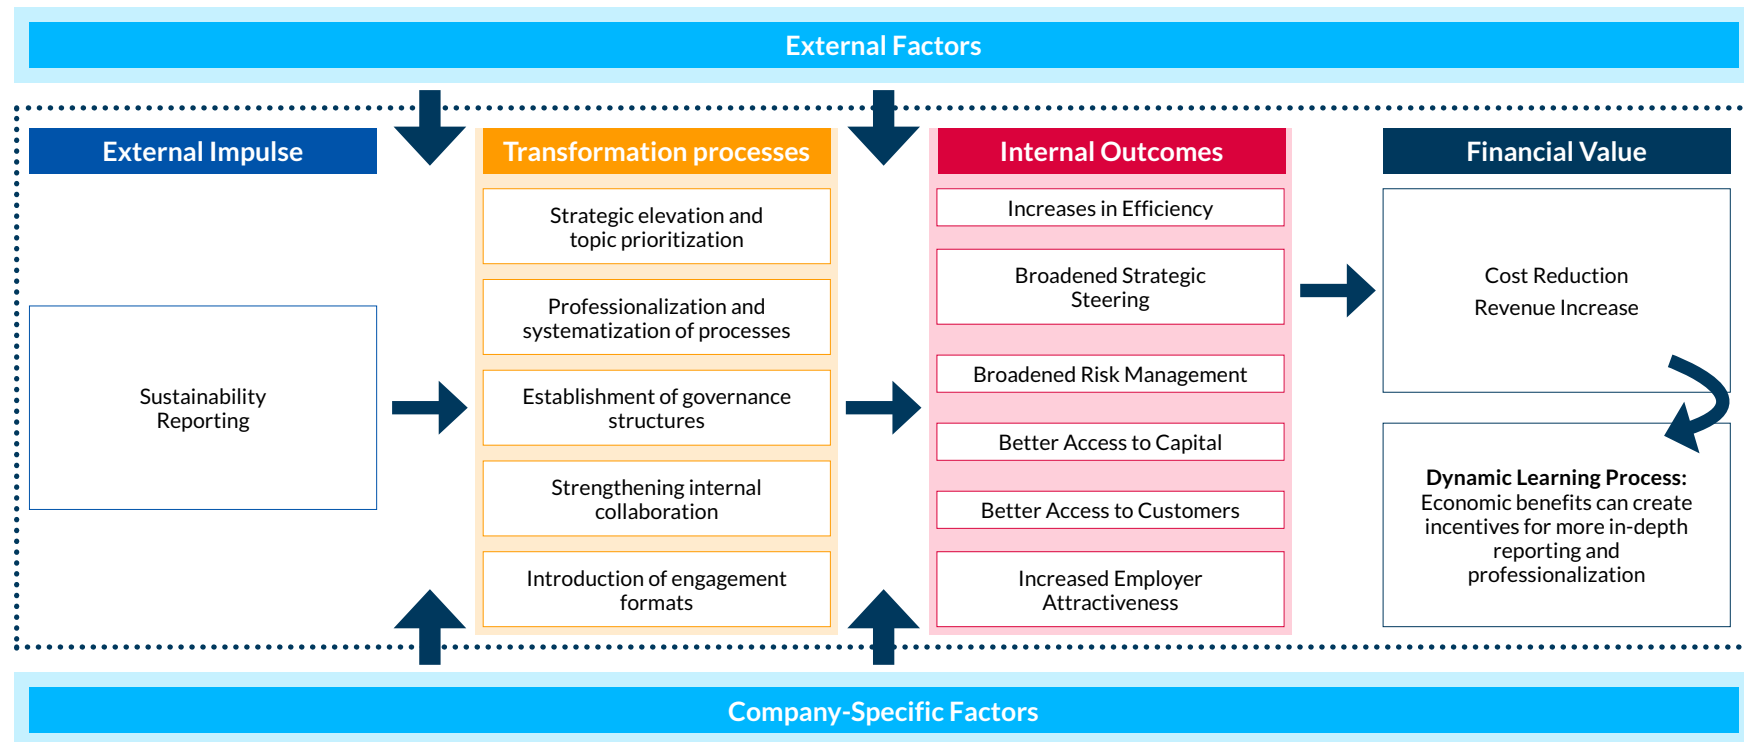 External Factors
External Impulse
Sustainability
Reporting
Transformation processes
Strategic elevation and
topic prioritization
Professionalization and
systematization of processes
Establishment of governance
structures
Strengthening internal
collaboration
Introduction of engagement
formats
Internal Outcomes
Increases in Efficiency
Broadened Strategic
Steering
Broadened Risk Management
Better Access to Capital
Better Access to Customers
Increased Employer
Attractiveness
Financial Value
Cost Reduction
Revenue Increase
Dynamic Learning Process:
Economic benefits can create
incentives for more in-depth
reporting and
professionalization
Company-Specific Factors